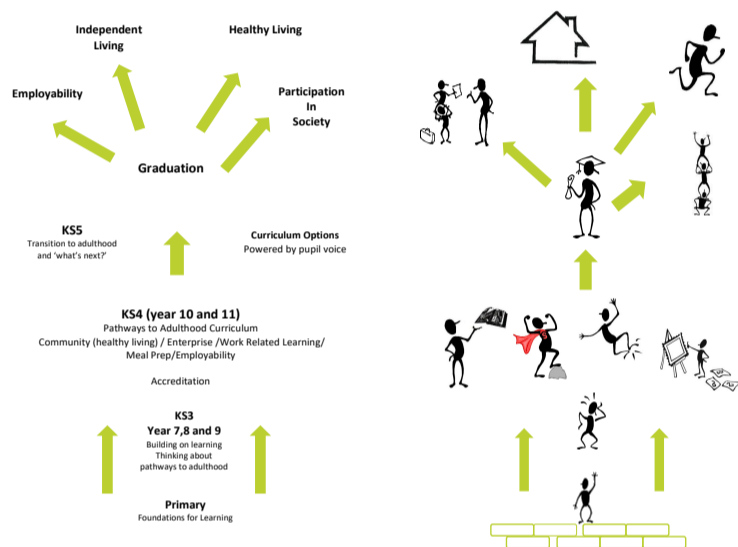 Independent
Living
Healthy Living
Employability
Participation
In
Society
Graduation
KS5
Transition to adulthood
and ‘what’s next?’
Curriculum Options
Powered by pupil voice
KS4 (year 10 and 11)
Pathways to Adulthood Curriculum
Community (healthy living) / Enterprise /Work Related Learning/
Meal Prep/Employability
Accreditation
KS3
Year 7,8 and 9
Building on learning
Thinking about
pathways to adulthood
Primary
Foundations for Learning